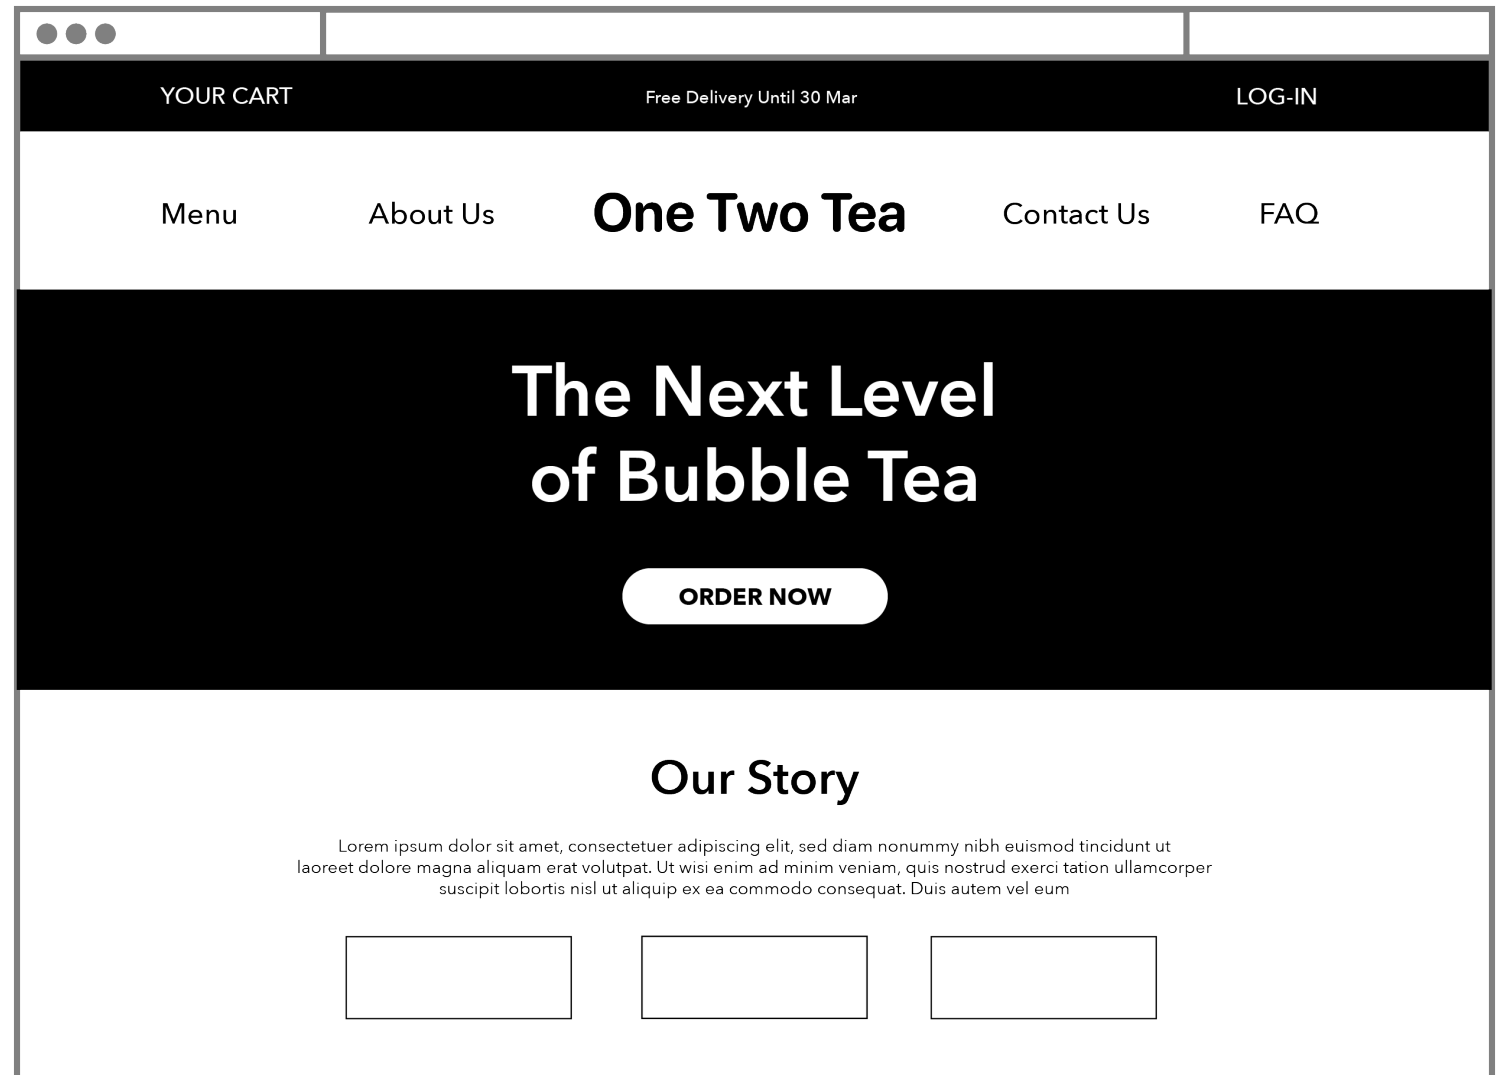 YOUR CART
Free Delivery Until 30 Mar
LOG-IN
Menu
About Us
One Two Tea
Contact Us
FAQ
The Next Level
of Bubble Tea
ORDER NOW
Our Story
Lorem ipsum dolor sit amet, consectetuer adipiscing elit, sed diam nonummy nibh euismod tincidunt ut
laoreet dolore magna aliquam erat volutpat. Ut wisi enim ad minim veniam, quis nostrud exerci tation ullamcorper
suscipit lobortis nisl ut aliquip ex ea commodo consequat. Duis autem vel eum